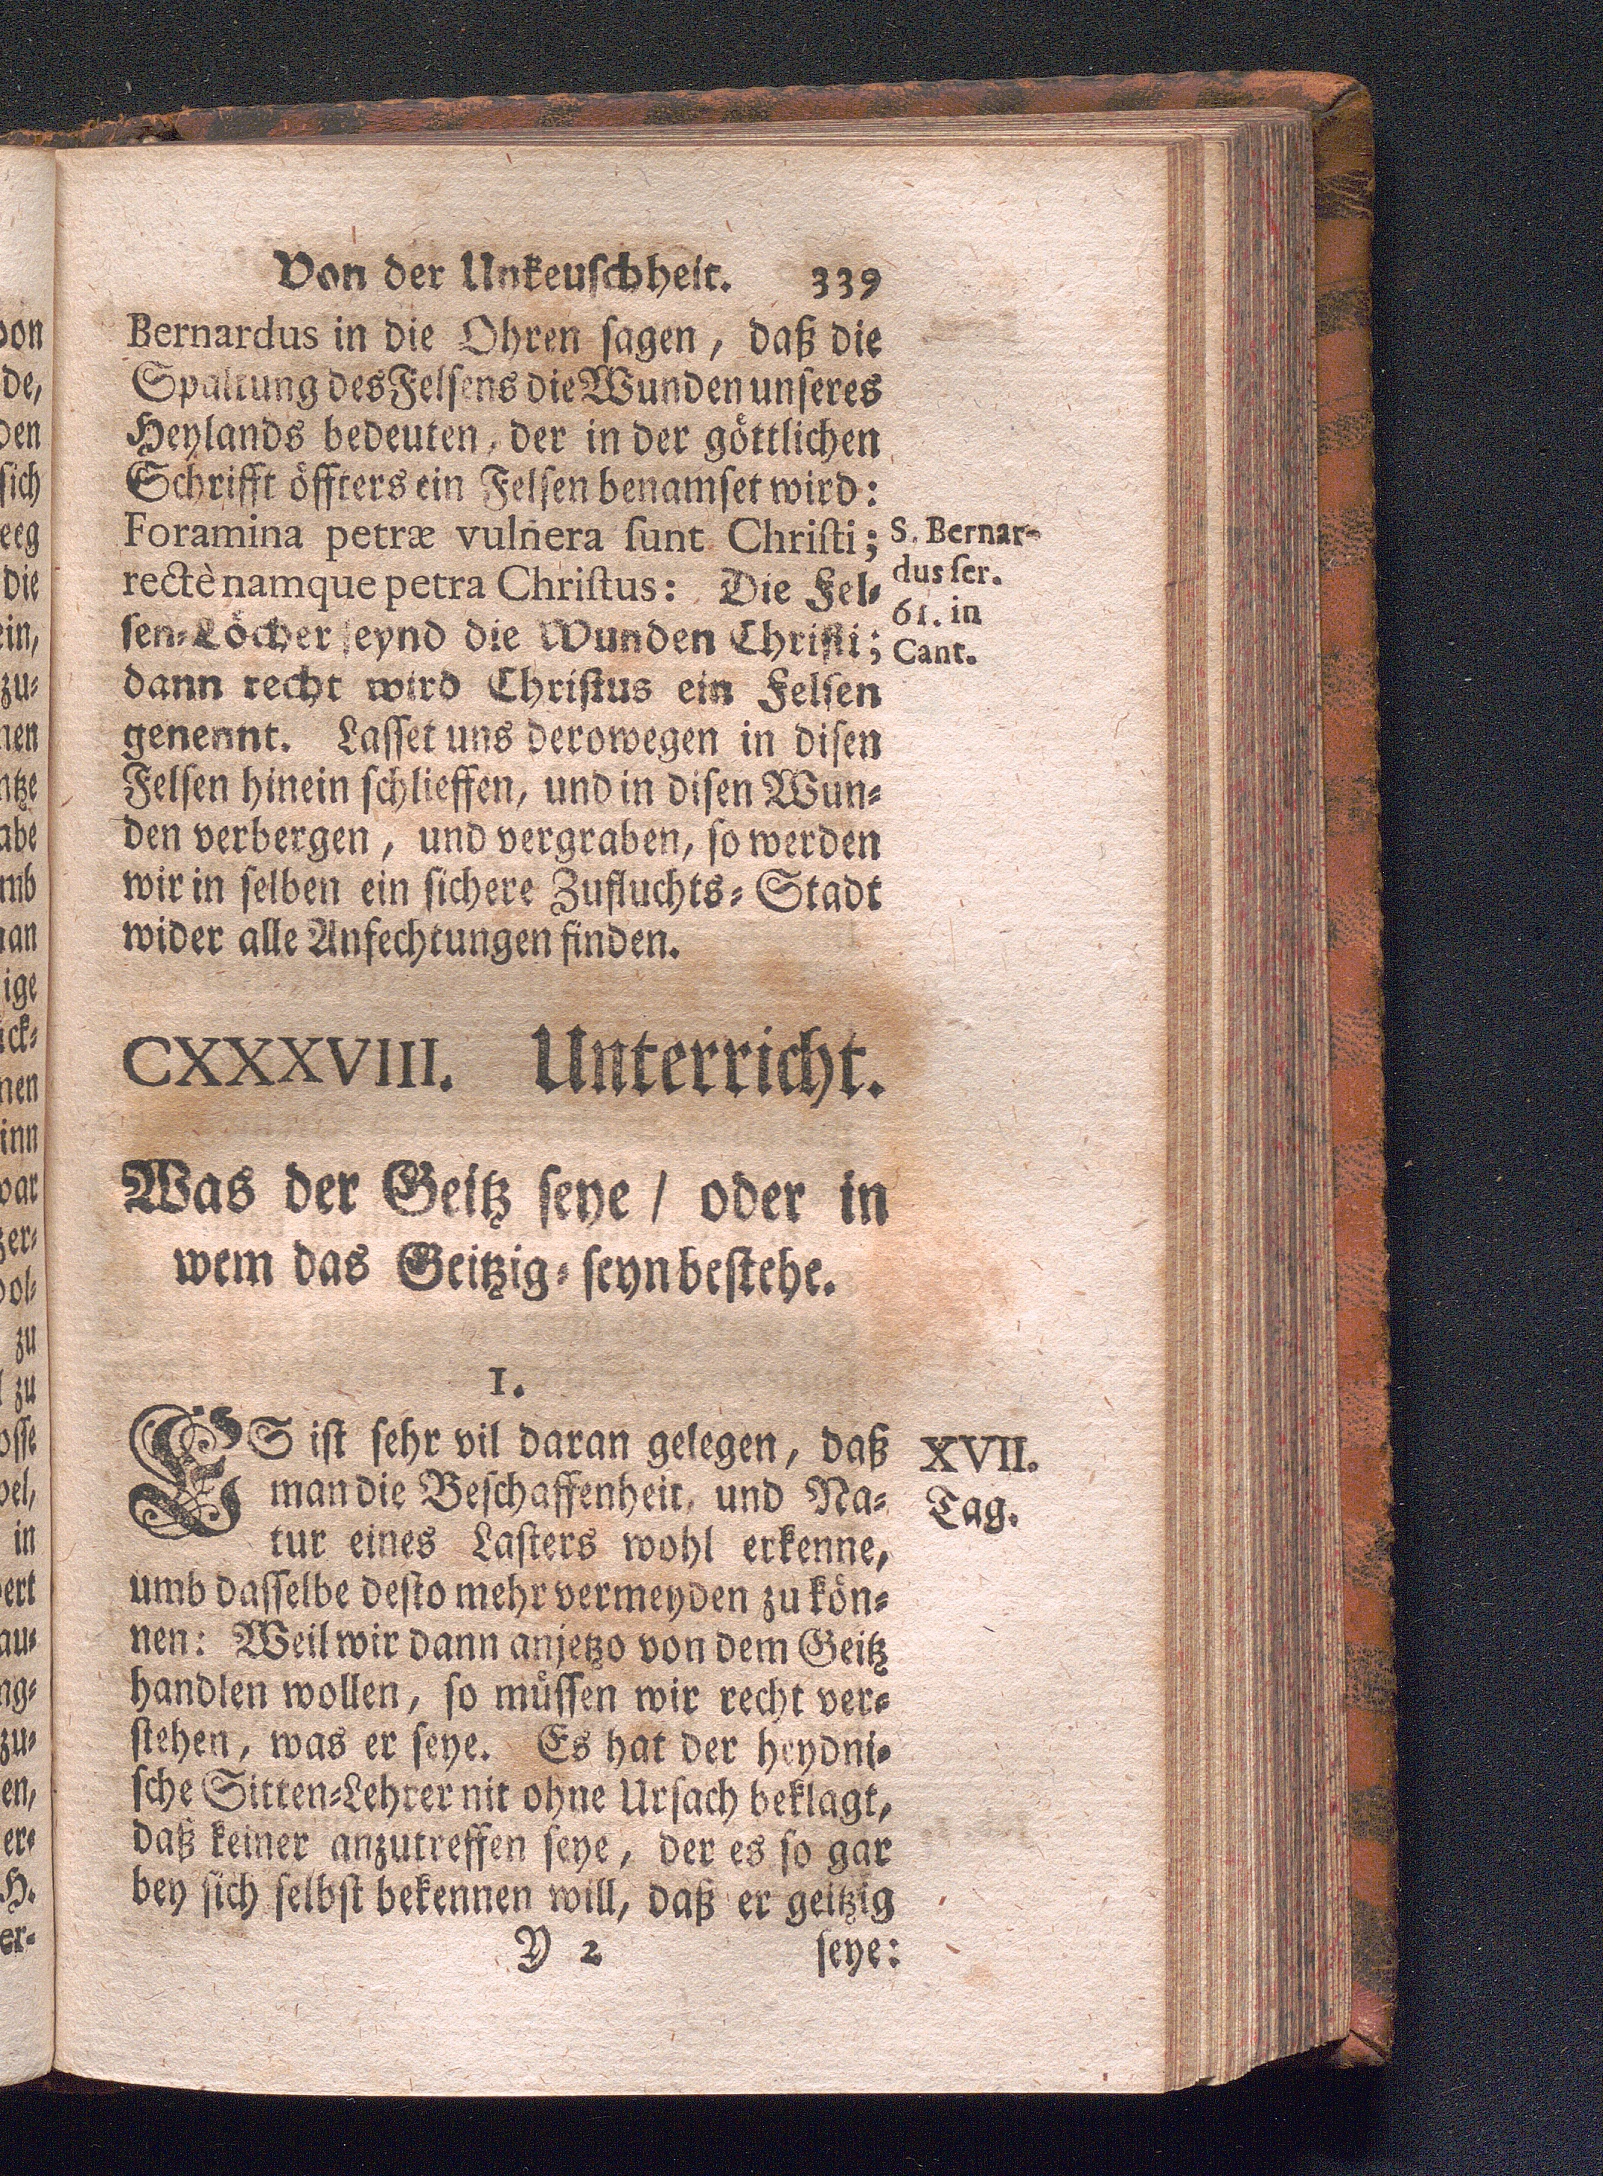 Von der Unkeuschheit. 339
Bernardus in die Ohren sagen, daß die
Spaltung des Felsens die Wunden unseres
Heylands bedeuten, der in der göttlichen
Schrifft öffters ein Felsen benamset wird:
Foramina petræ vulnera sunt Christi;
rectè namque petra Christus: Die Fel-
sen-Löcher seynd die Wunden Christi;
dann recht wird Christus ein Felsen
genennt. Lasset uns derowegen in disen
Felsen hinein schlieffen, und in disen Wun-
den verbergen, und vergraben, so werden
wir in selben ein sichere Zufluchts-Stadt
wider alle Anfechtungen finden.
S. Bernar-
dus ser.
61. in
Cant.
CXXXVIII. Unterricht.
Was der Geitz seye / oder in
wem das Geitzig-seyn bestehe.
1.
ES ist sehr vil daran gelegen, daß
man die Beschaffenheit, und Na-
tur eines Lasters wohl erkenne,
umb dasselbe desto mehr vermeyden zu kön-
nen: Weil wir dann anjetzo von dem Geitz
handlen wollen, so müssen wir recht ver-
stehen, was er seye. Es hat der heydni-
sche Sitten-Lehrer nit ohne Ursach beklagt,
daß keiner anzutreffen seye, der es so gar
bey sich selbst bekennen will, daß er geitzig
XVII.
Tag.
Y 2 seye: